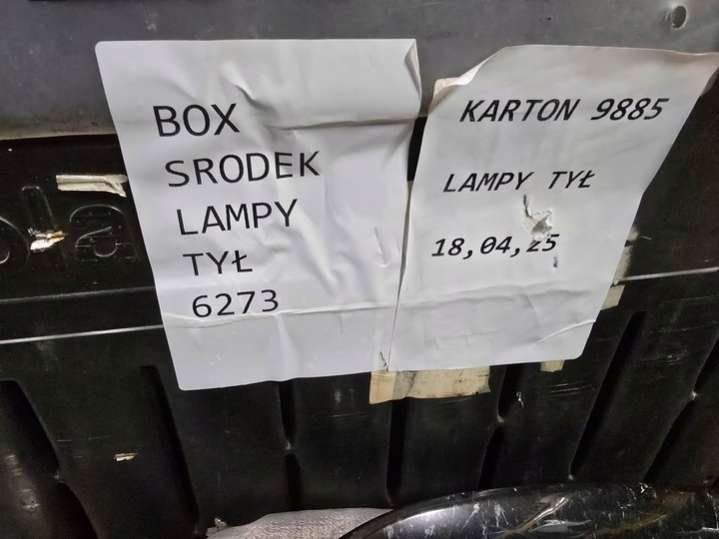 BOX
SRODEK
LAMPY
TYŁ
6273
KARTON 9885
LAMPY TYŁ
18,04,25